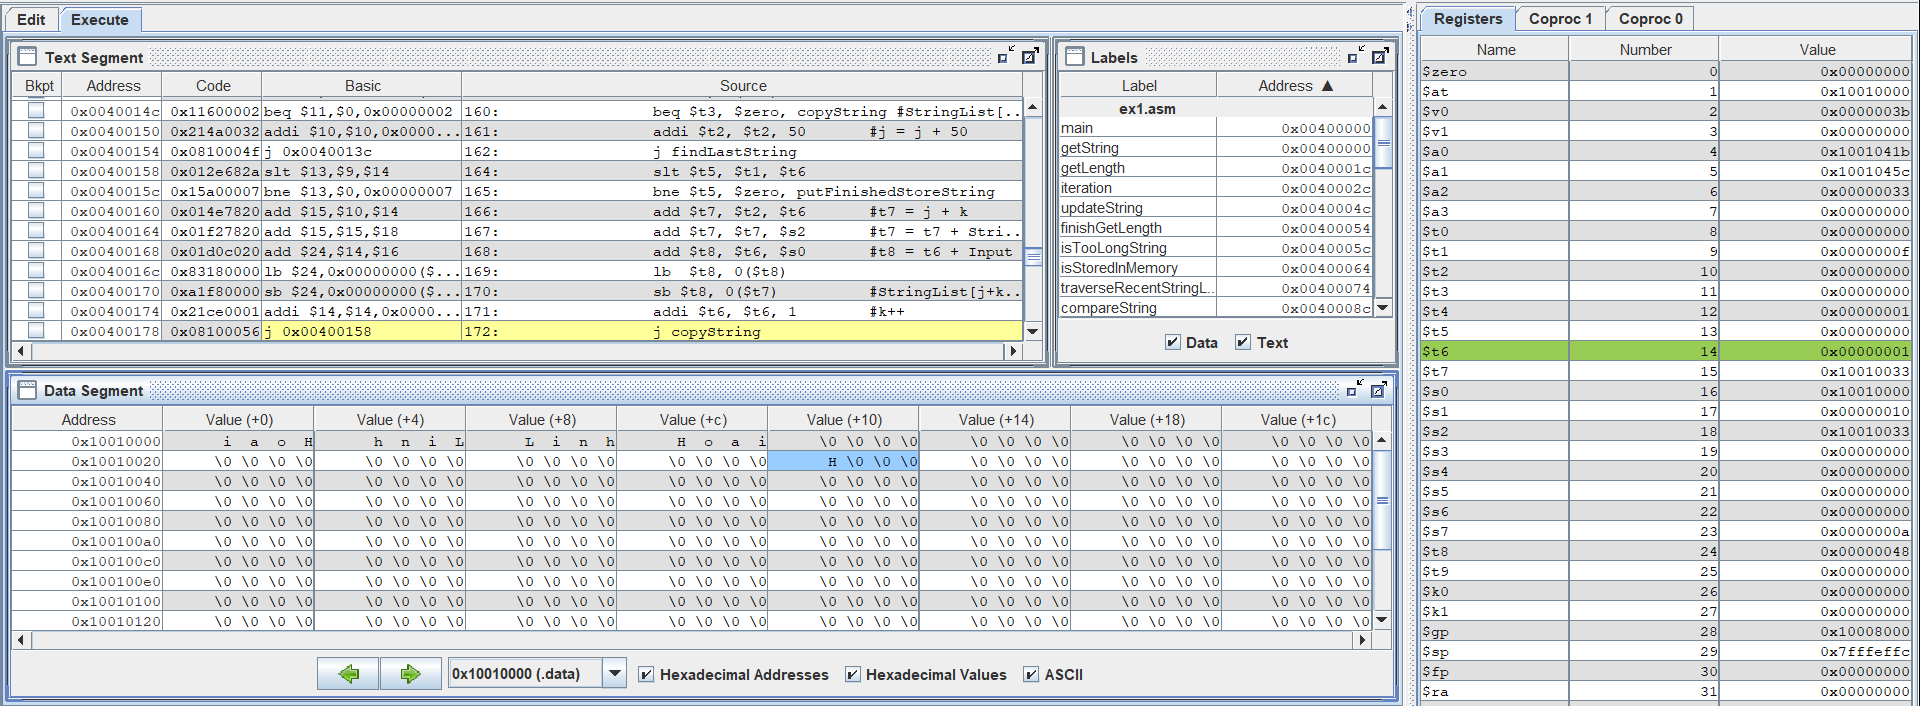 Edit Execute
Text Segment
Bkpt Address Code Basic Source
0x0040014c 0x11600002 beq $11,$0,0x00000002 160: beq $t3, $zero, copyString #StringList[...
0x00400150 0x214a0032 addi $10,$10,0x0000... 161: addi $t2, $t2, 50 #j = j + 50
0x00400154 0x0810004f j 0x0040013c 162: j findLastString
0x00400158 0x012e682a slt $13,$9,$14 164: slt $t5, $t1, $t6
0x0040015c 0x15a00007 bne $13,$0,0x00000007 165: bne $t5, $zero, putFinishedStoreString
0x00400160 0x014e7820 add $15,$10,$14 166: add $t7, $t2, $t6 #t7 = j + k
0x00400164 0x01f27820 add $15,$15,$18 167: add $t7, $t7, $s2 #t7 = t7 + Stri...
0x00400168 0x01d0c020 add $24,$14,$16 168: add $t8, $t6, $s0 #t8 = t6 + Input
0x0040016c 0x83180000 lb $24,0x00000000($... 169: lb $t8, 0($t8)
0x00400170 0xa1f80000 sb $24,0x00000000($... 170: sb $t8, 0($t7) #StringList[j+k...
0x00400174 0x21ce0001 addi $14,$14,0x0000... 171: addi $t6, $t6, 1 #k++
0x00400178 0x08100056 j 0x00400158 172: j copyString
Labels
Label Address ▲
ex1.asm
main 0x00400000
getString 0x00400000
getLength 0x0040001c
iteration 0x0040002c
updateString 0x0040004c
finishGetLength 0x00400054
isTooLongString 0x0040005c
isStoredInMemory 0x00400064
traverseRecentStringL... 0x00400074
compareString 0x0040008c
Data Text
Data Segment
Address Value (+0) Value (+4) Value (+8) Value (+c) Value (+10) Value (+14) Value (+18) Value (+1c)
0x10010000 i a o H h n i L L i n h H o a i \0 \0 \0 \0 \0 \0 \0 \0 \0 \0 \0 \0 \0 \0 \0 \0
0x10010020 \0 \0 \0 \0 \0 \0 \0 \0 \0 \0 \0 \0 \0 \0 \0 \0 H \0 \0 \0 \0 \0 \0 \0 \0 \0 \0 \0 \0 \0 \0 \0
0x10010040 \0 \0 \0 \0 \0 \0 \0 \0 \0 \0 \0 \0 \0 \0 \0 \0 \0 \0 \0 \0 \0 \0 \0 \0 \0 \0 \0 \0 \0 \0 \0 \0
0x10010060 \0 \0 \0 \0 \0 \0 \0 \0 \0 \0 \0 \0 \0 \0 \0 \0 \0 \0 \0 \0 \0 \0 \0 \0 \0 \0 \0 \0 \0 \0 \0 \0
0x10010080 \0 \0 \0 \0 \0 \0 \0 \0 \0 \0 \0 \0 \0 \0 \0 \0 \0 \0 \0 \0 \0 \0 \0 \0 \0 \0 \0 \0 \0 \0 \0 \0
0x100100a0 \0 \0 \0 \0 \0 \0 \0 \0 \0 \0 \0 \0 \0 \0 \0 \0 \0 \0 \0 \0 \0 \0 \0 \0 \0 \0 \0 \0 \0 \0 \0 \0
0x100100c0 \0 \0 \0 \0 \0 \0 \0 \0 \0 \0 \0 \0 \0 \0 \0 \0 \0 \0 \0 \0 \0 \0 \0 \0 \0 \0 \0 \0 \0 \0 \0 \0
0x100100e0 \0 \0 \0 \0 \0 \0 \0 \0 \0 \0 \0 \0 \0 \0 \0 \0 \0 \0 \0 \0 \0 \0 \0 \0 \0 \0 \0 \0 \0 \0 \0 \0
0x10010100 \0 \0 \0 \0 \0 \0 \0 \0 \0 \0 \0 \0 \0 \0 \0 \0 \0 \0 \0 \0 \0 \0 \0 \0 \0 \0 \0 \0 \0 \0 \0 \0
0x10010120 \0 \0 \0 \0 \0 \0 \0 \0 \0 \0 \0 \0 \0 \0 \0 \0 \0 \0 \0 \0 \0 \0 \0 \0 \0 \0 \0 \0 \0 \0 \0 \0
0x10010000 (.data) Hexadecimal Addresses Hexadecimal Values ASCII
Registers Coproc 1 Coproc 0
Name Number Value
$zero 0 0x00000000
$at 1 0x10010000
$v0 2 0x0000003b
$v1 3 0x00000000
$a0 4 0x1001041b
$a1 5 0x1001045c
$a2 6 0x00000033
$a3 7 0x00000000
$t0 8 0x00000000
$t1 9 0x0000000f
$t2 10 0x00000000
$t3 11 0x00000000
$t4 12 0x00000001
$t5 13 0x00000000
$t6 14 0x00000001
$t7 15 0x10010033
$s0 16 0x10010000
$s1 17 0x00000010
$s2 18 0x10010033
$s3 19 0x00000000
$s4 20 0x00000000
$s5 21 0x00000000
$s6 22 0x00000000
$s7 23 0x0000000a
$t8 24 0x00000048
$t9 25 0x00000000
$k0 26 0x00000000
$k1 27 0x00000000
$gp 28 0x10008000
$sp 29 0x7fffeffc
$fp 30 0x00000000
$ra 31 0x00000000